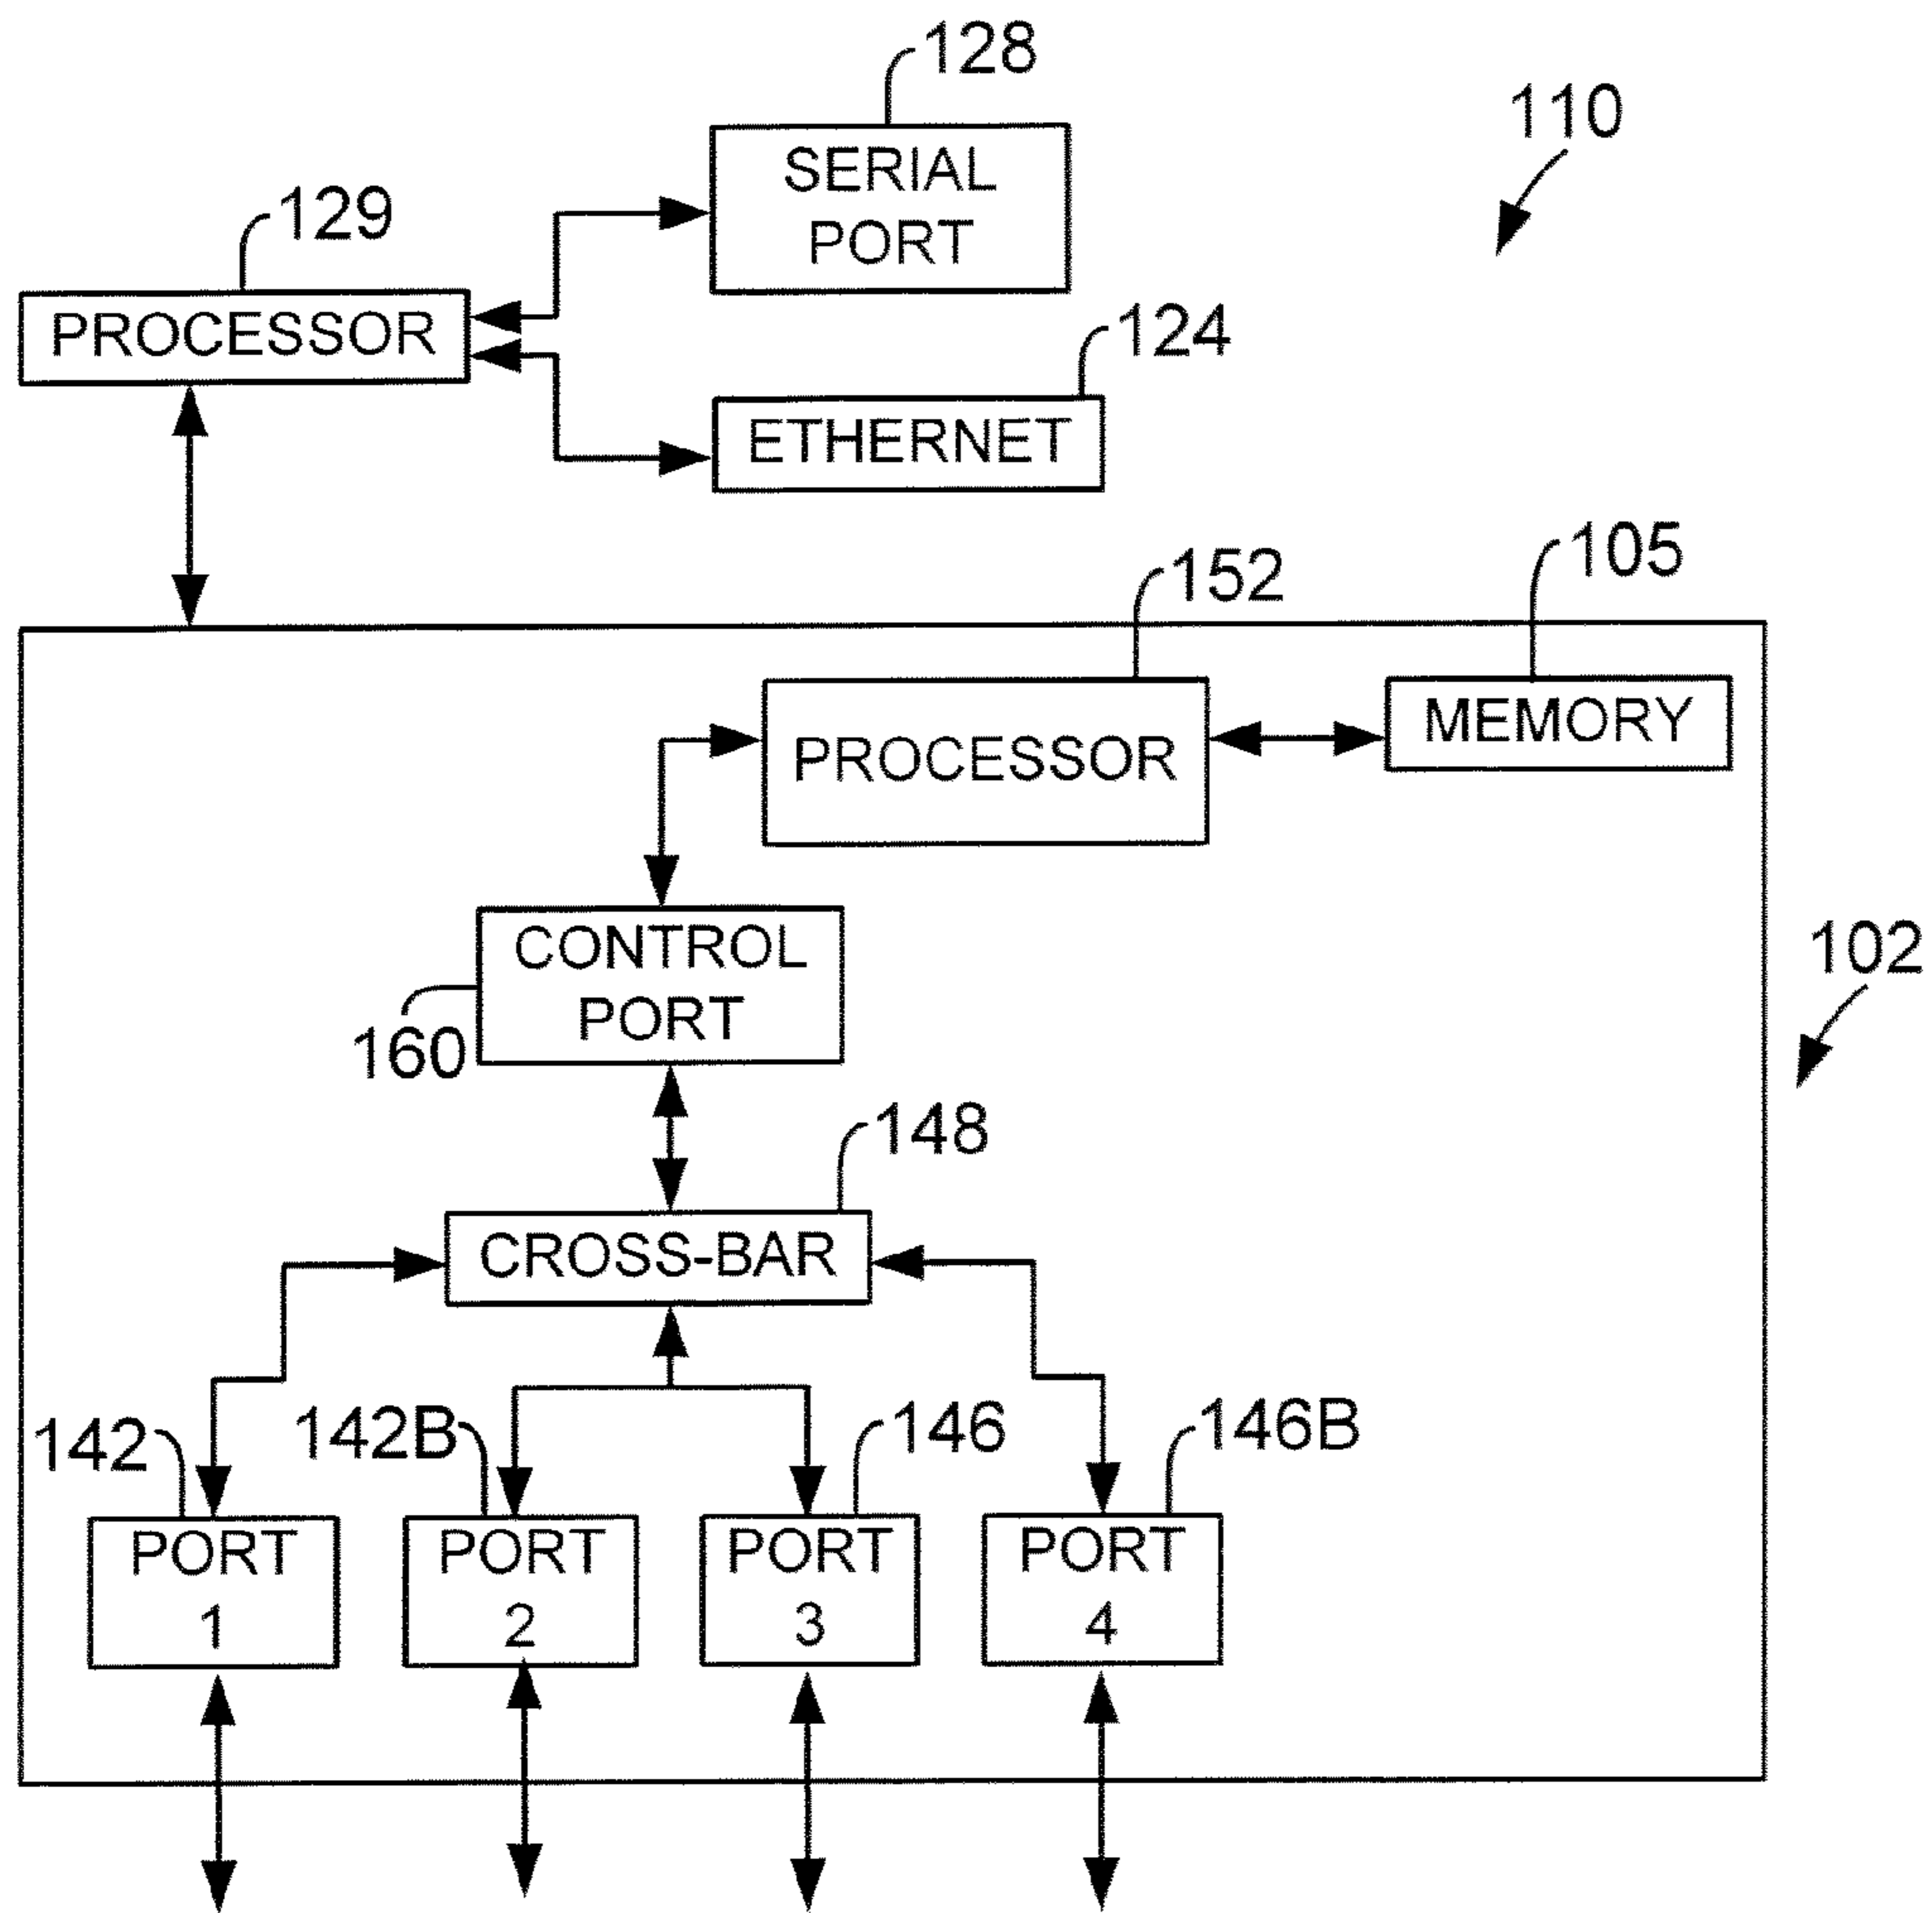 128
110
SERIAL
PORT
129
PROCESSOR
124
ETHERNET
105
152
MEMORY
PROCESSOR
102
CONTROL
PORT
160
148
CROSS-BAR
142
142B
146
146B
PORT
1
PORT
2
PORT
3
PORT
4